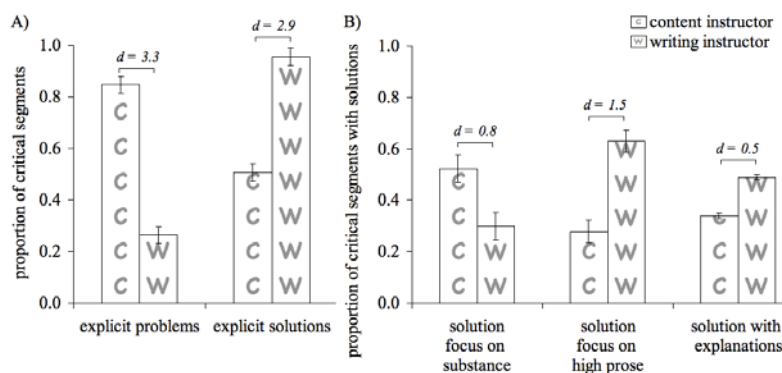 A)
proportion of critical segments
1.0
0.8
0.6
0.4
0.2
0.0
d = 3.3
d = 2.9
C W C W
explicit problems
explicit solutions
B)
C content instructor
W writing instructor
proportion of critical segments with solutions
1.0
0.8
0.6
0.4
0.2
0.0
d = 0.8
d = 1.5
d = 0.5
C W C W C W
solution
focus on
substance
solution
focus on
high prose
solution with
explanations